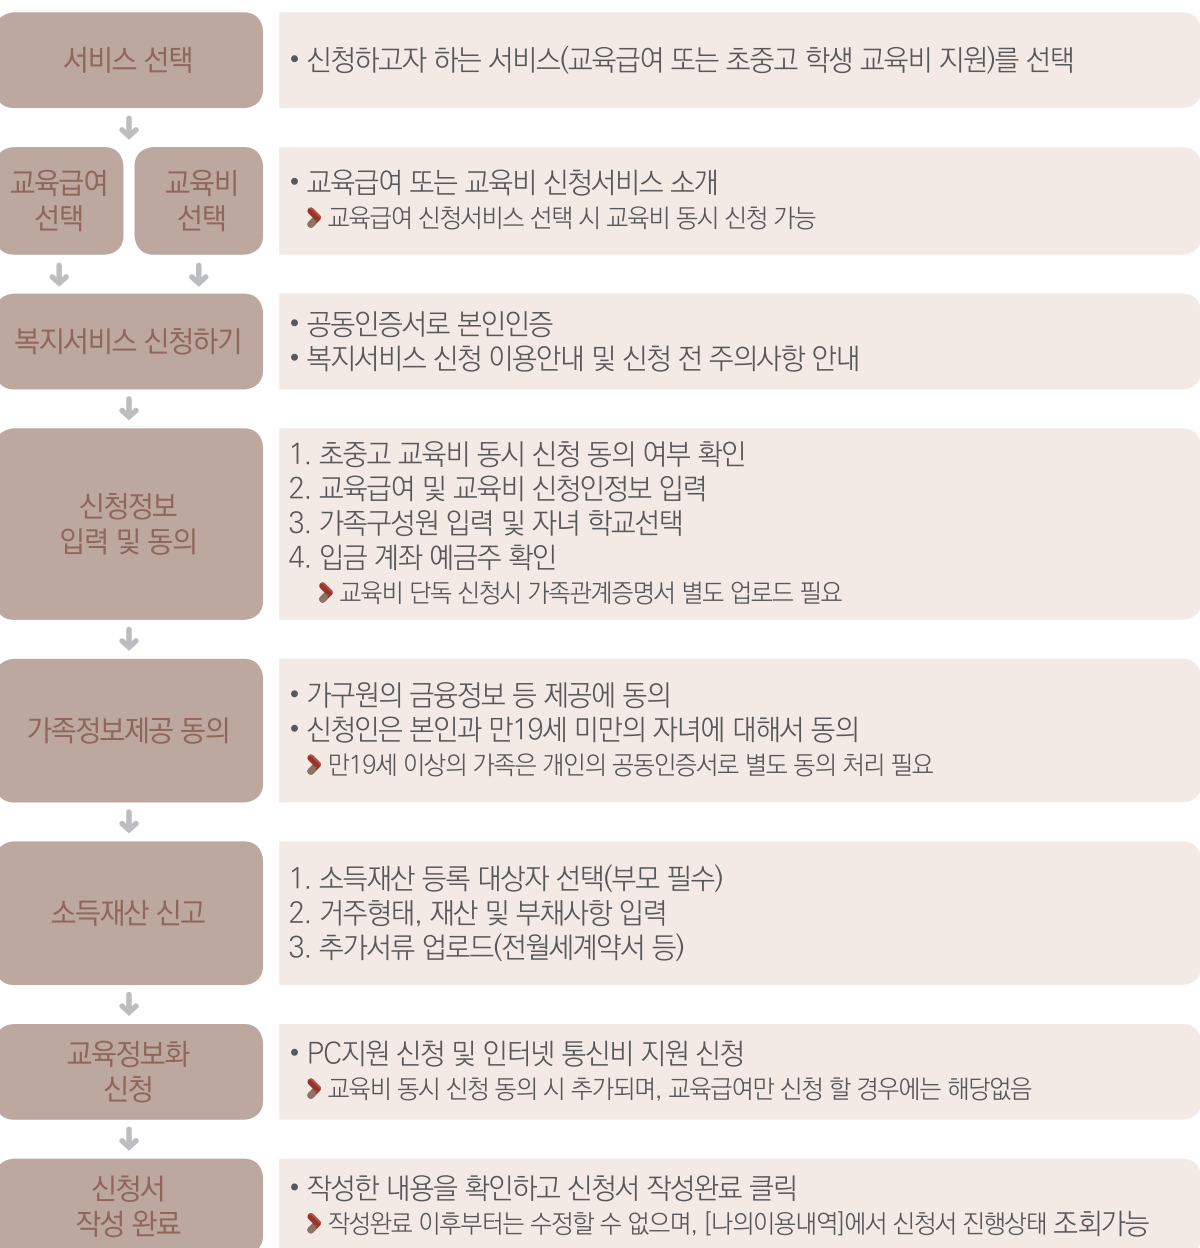 서비스 선택
• 신청하고자 하는 서비스(교육급여 또는 초중고 학생 교육비 지원)를 선택
교육급여
선택
교육비
선택
• 교육급여 또는 교육비 신청서비스 소개
교육급여 신청서비스 선택 시 교육비 동시 신청 가능
복지서비스 신청하기
• 공동인증서로 본인인증
• 복지서비스 신청 이용안내 및 신청 전 주의사항 안내
신청정보
입력 및 동의
1. 초중고 교육비 동시 신청 동의 여부 확인
2. 교육급여 및 교육비 신청인정보 입력
3. 가족구성원 입력 및 자녀 학교선택
4. 입금 계좌 예금주 확인
교육비 단독 신청시 가족관계증명서 별도 업로드 필요
가족정보제공 동의
• 가구원의 금융정보 등 제공에 동의
• 신청인은 본인과 만19세 미만의 자녀에 대해서 동의
만19세 이상의 가족은 개인의 공동인증서로 별도 동의 처리 필요
소득재산 신고
1. 소득재산 등록 대상자 선택(부모 필수)
2. 거주형태, 재산 및 부채사항 입력
3. 추가서류 업로드(전월세계약서 등)
교육정보화
신청
• PC지원 신청 및 인터넷 통신비 지원 신청
교육비 동시 신청 동의 시 추가되며, 교육급여만 신청 할 경우에는 해당없음
신청서
작성 완료
• 작성한 내용을 확인하고 신청서 작성완료 클릭
작성완료 이후부터는 수정할 수 없으며, [나의이용내역]에서 신청서 진행상태 조회가능